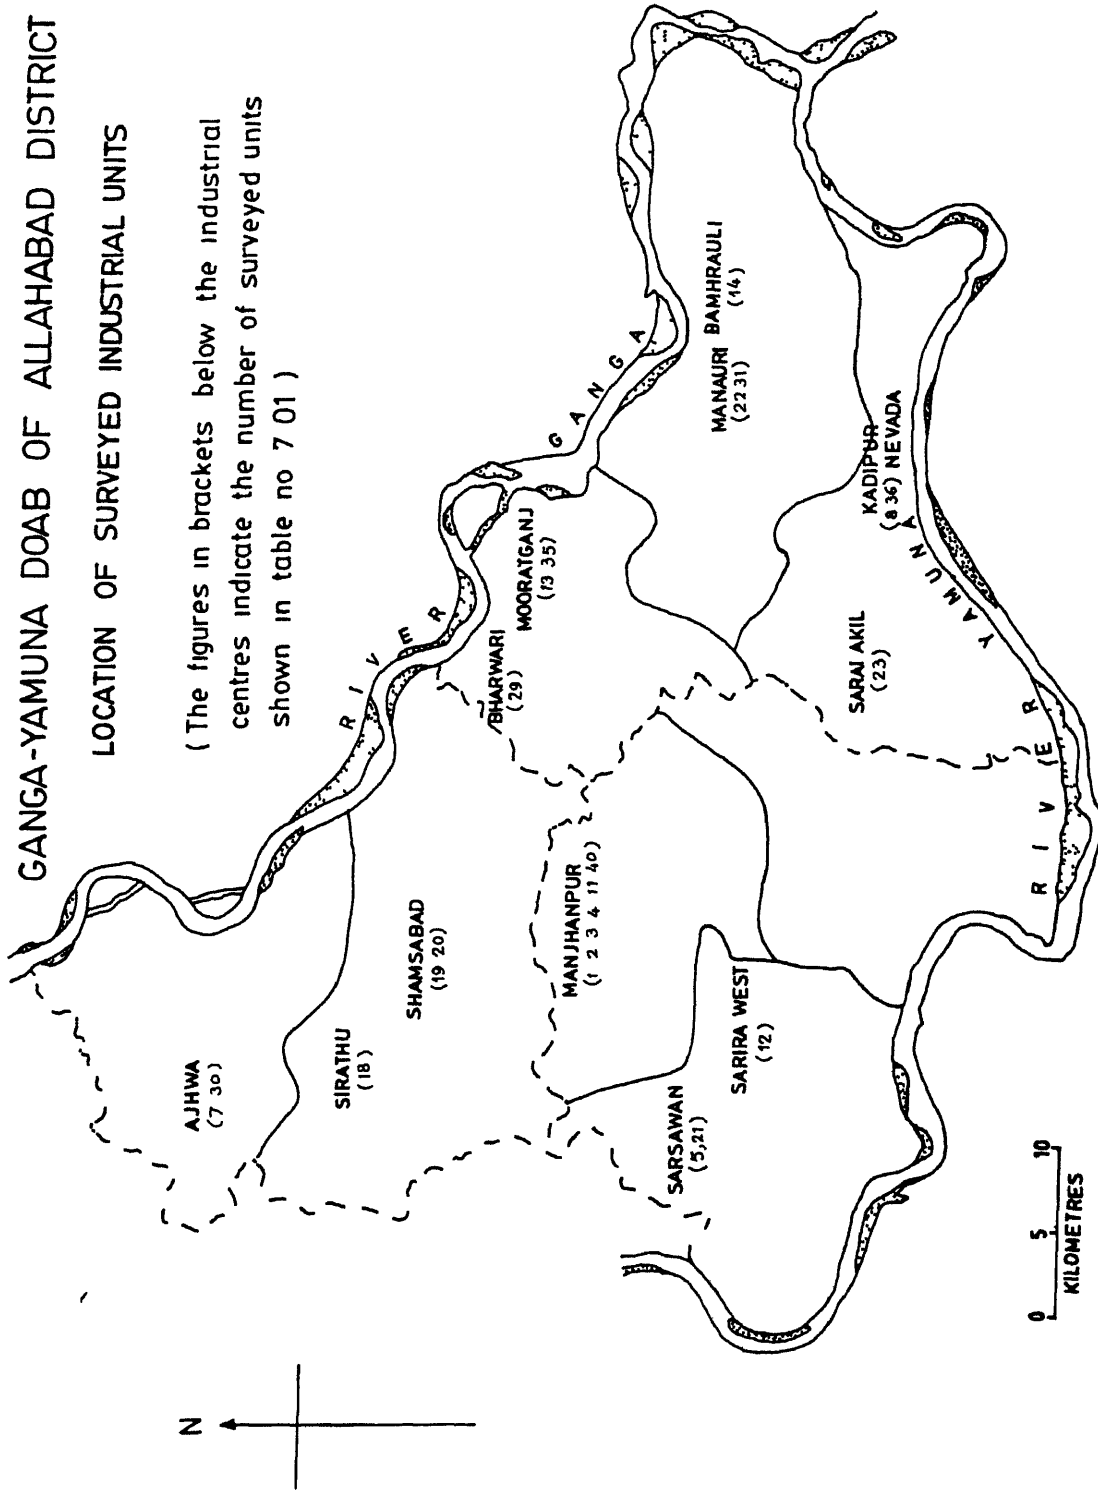 GANGA-YAMUNA DOAB OF ALLAHABAD DISTRICT
LOCATION OF SURVEYED INDUSTRIAL UNITS
(The figures in brackets below the industrial
centres indicate the number of surveyed units
shown in table no 7 01)
N
RIVER GANGA
AJHWA
(7 30)
SIRATHU
(18)
SHAMSABAD
(19 20)
BHARWARI
(29)
MOORATGANJ
(13 35)
MANJHANPUR
(1 2 3 4 11 40)
MANAURI
(22 31)
BAMHRAULI
(14)
SARSAWAN
(5,21)
SARIRA WEST
(12)
SARAI AKIL
(23)
KADIPUR
(8 36) NEVADA
RIVER YAMUNA
0 5 10
KILOMETRES